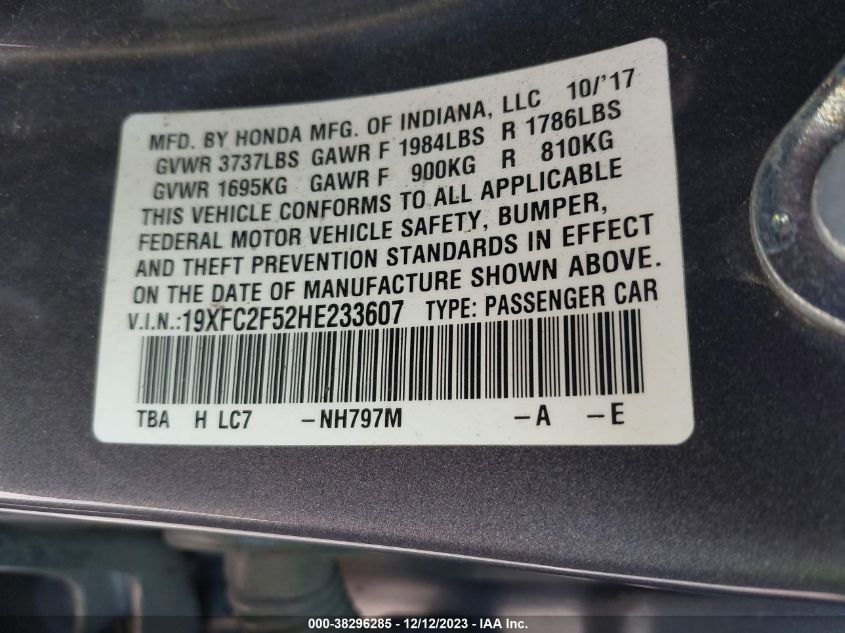 MFD. BY HONDA MFG. OF INDIANA, LLC 10/'17
GVWR 3737LBS GAWR F 1984LBS R 1786LBS
GVWR 1695KG GAWR F 900KG R 810KG
THIS VEHICLE CONFORMS TO ALL APPLICABLE
FEDERAL MOTOR VEHICLE SAFETY, BUMPER,
AND THEFT PREVENTION STANDARDS IN EFFECT
ON THE DATE OF MANUFACTURE SHOWN ABOVE.
V.I.N.:19XFC2F52HE233607 TYPE: PASSENGER CAR
TBA H LC7 -NH797M -A -E
000-38296285 - 12/12/2023 - IAA Inc.